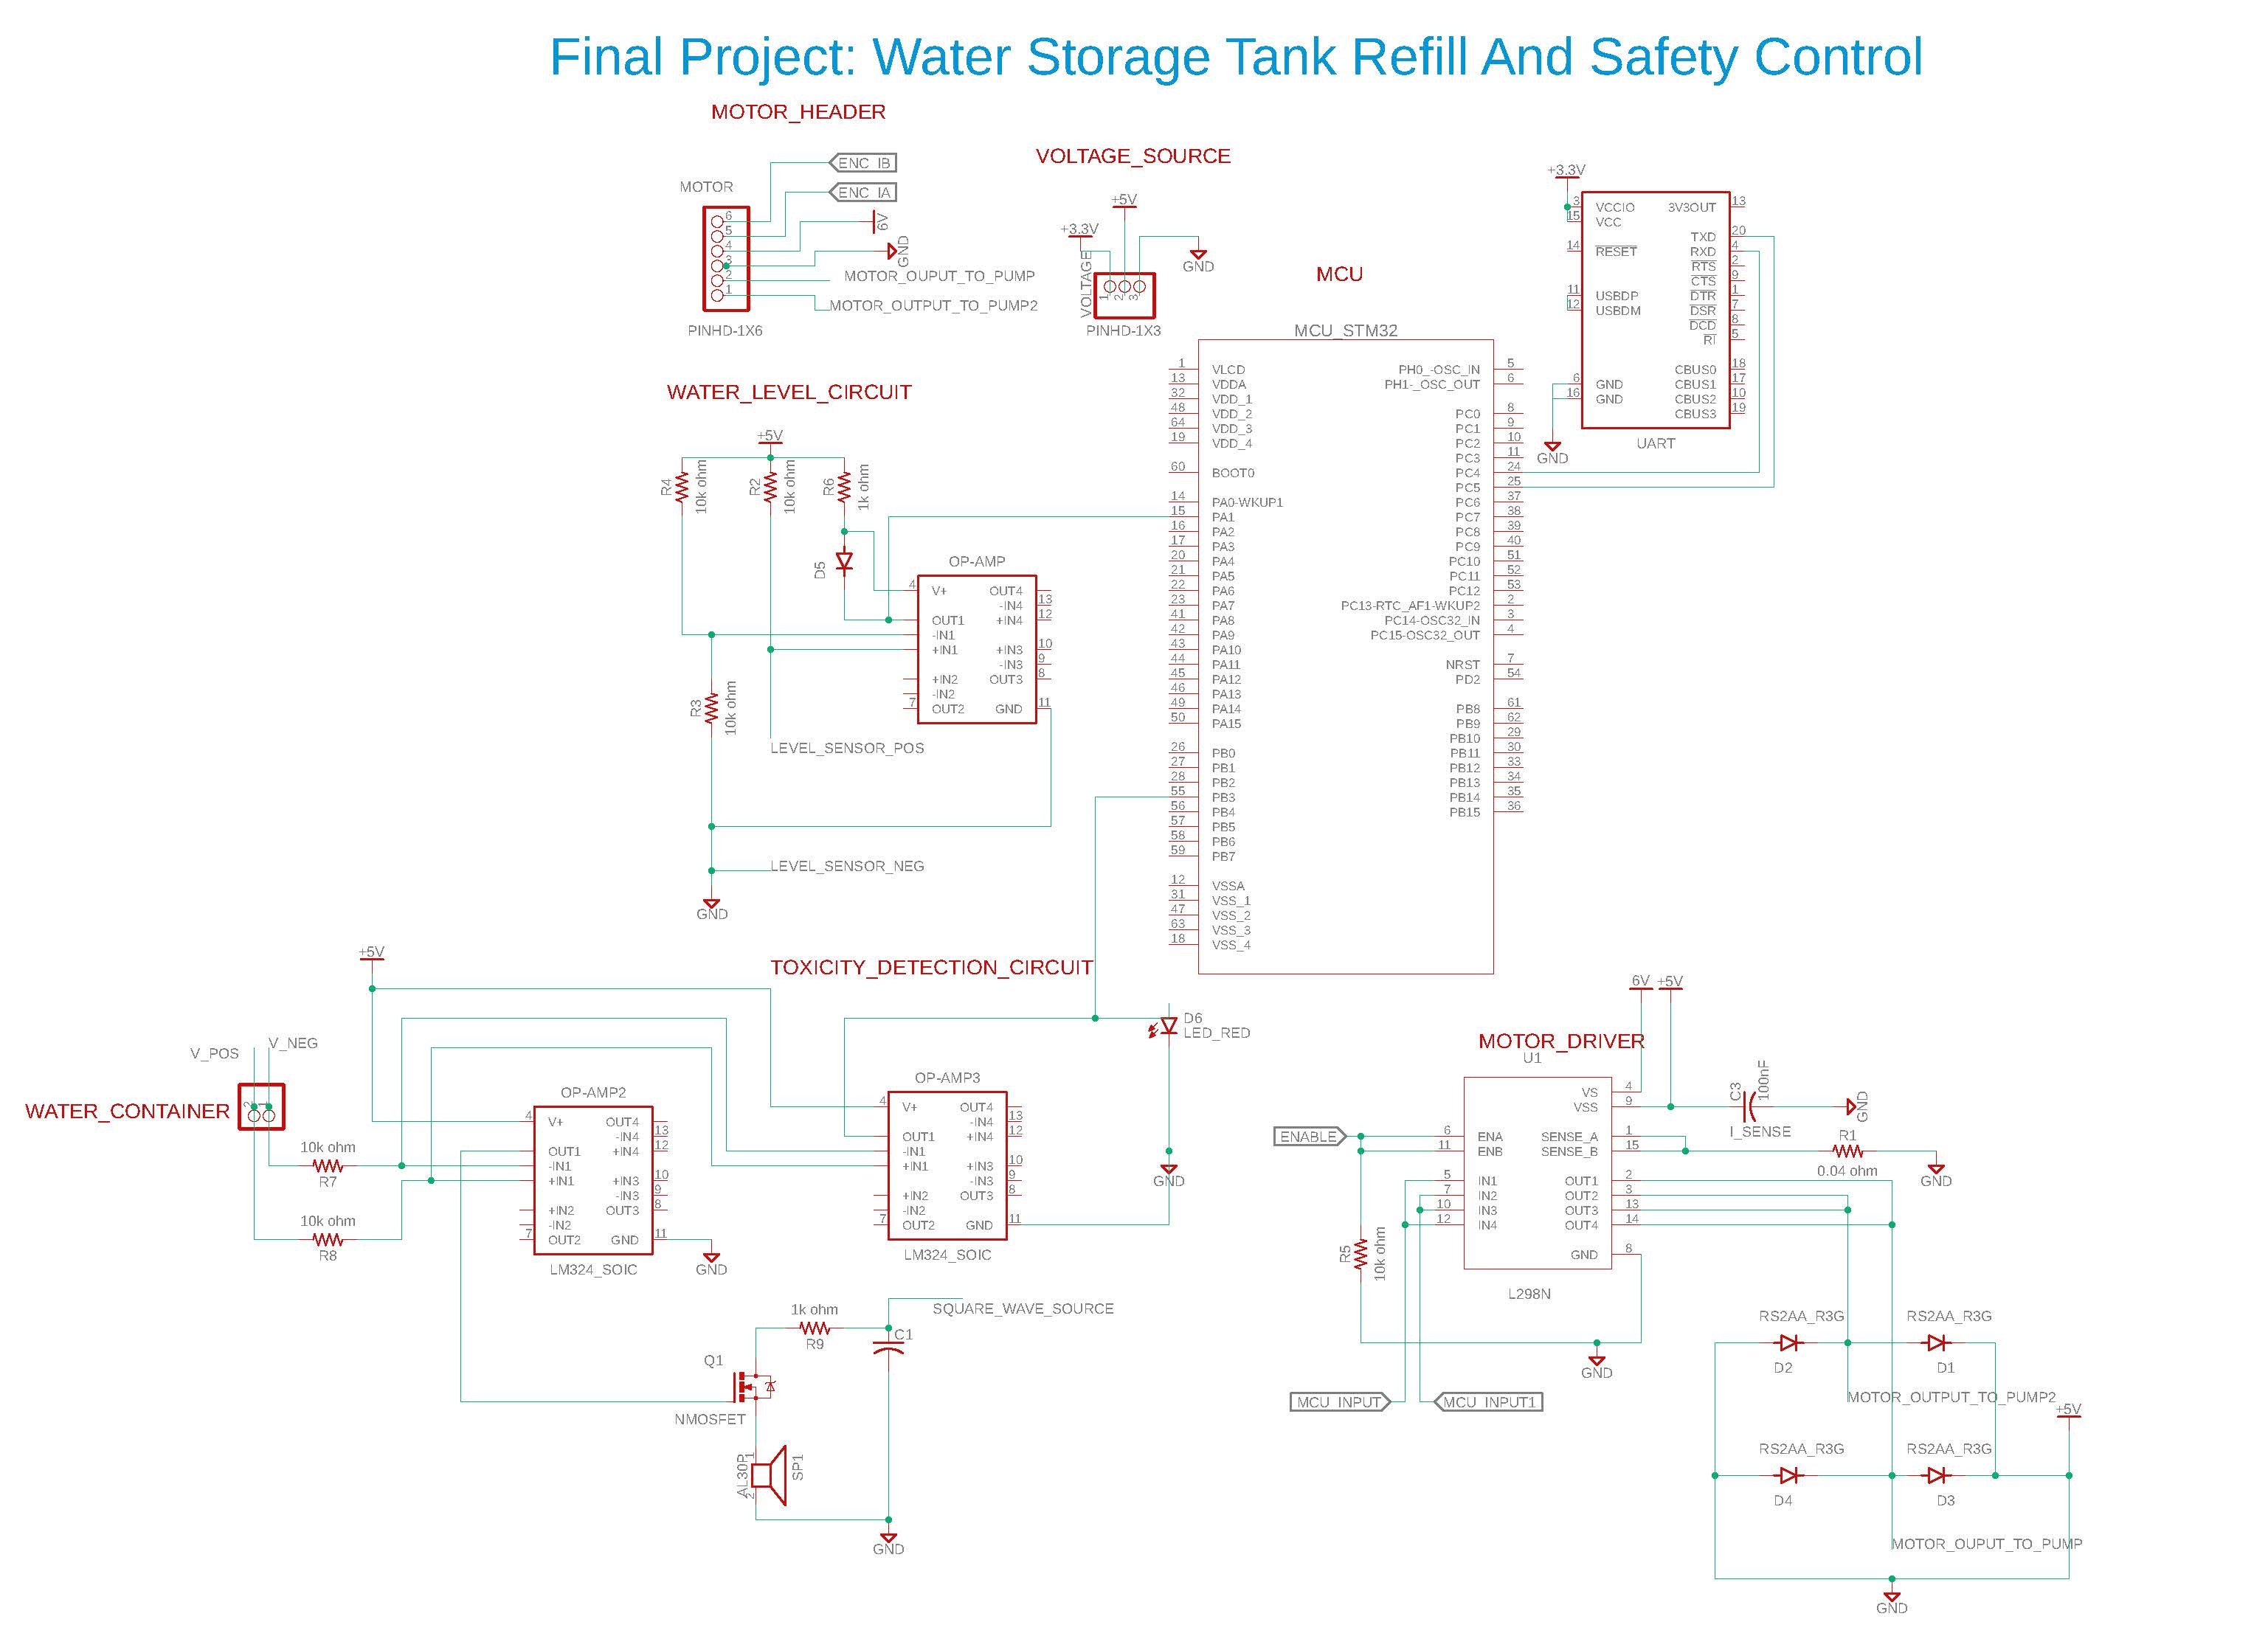 Final Project: Water Storage Tank Refill And Safety Control
MOTOR_HEADER
MOTOR
ENC_IB
ENC_IA
6V
GND
MOTOR_OUPUT_TO_PUMP
MOTOR_OUTPUT_TO_PUMP2
6
5
4
3
2
1
PINHD-1X6
VOLTAGE_SOURCE
+5V
+3.3V
GND
VOLTAGE
1
2
3
PINHD-1X3
+3.3V
3 VCCIO 3V3OUT 13
15 VCC
TXD 20
14 RESET RXD 4
RTS 2
CTS 9
11 USBDP DTR 1
12 USBDM DSR 7
DCD 8
RI 5
CBUS0 18
6 GND CBUS1 17
16 GND CBUS2 10
CBUS3 19
UART
GND
MCU
MCU_STM32
1 VLCD PH0_-OSC_IN 5
13 VDDA PH1-_OSC_OUT 6
32 VDD_1
48 VDD_2 PC0 8
64 VDD_3 PC1 9
19 VDD_4 PC2 10
PC3 11
60 BOOT0 PC4 24
PC5 25
14 PA0-WKUP1 PC6 37
15 PA1 PC7 38
16 PA2 PC8 39
17 PA3 PC9 40
20 PA4 PC10 51
21 PA5 PC11 52
22 PA6 PC12 53
23 PA7 PC13-RTC_AF1-WKUP2 2
41 PA8 PC14-OSC32_IN 3
42 PA9 PC15-OSC32_OUT 4
43 PA10
44 PA11 NRST 7
45 PA12 PD2 54
46 PA13
49 PA14 PB8 61
50 PA15 PB9 62
PB10 29
26 PB0 PB11 30
27 PB1 PB12 33
28 PB2 PB13 34
55 PB3 PB14 35
56 PB4 PB15 36
57 PB5
58 PB6
59 PB7
12 VSSA
31 VSS_1
47 VSS_2
63 VSS_3
18 VSS_4
WATER_LEVEL_CIRCUIT
+5V
R4 10k ohm
R2 10k ohm
R6 1k ohm
D5
OP-AMP
4 V+ OUT4
-IN4 13
OUT1 +IN4 12
-IN1
+IN1 +IN3 10
-IN3 9
+IN2 OUT3 8
-IN2
7 OUT2 GND 11
R3 10k ohm
LEVEL_SENSOR_POS
LEVEL_SENSOR_NEG
GND
TOXICITY_DETECTION_CIRCUIT
+5V
V_POS
V_NEG
WATER_CONTAINER
2
1
10k ohm
R7
10k ohm
R8
OP-AMP2
4 V+ OUT4
-IN4 13
OUT1 +IN4 12
-IN1
+IN1 +IN3 10
-IN3 9
+IN2 OUT3 8
-IN2
7 OUT2 GND 11
LM324_SOIC
GND
OP-AMP3
4 V+ OUT4
-IN4 13
OUT1 +IN4 12
-IN1
+IN1 +IN3 10
-IN3 9
+IN2 OUT3 8
-IN2
7 OUT2 GND 11
LM324_SOIC
D6
LED_RED
GND
1k ohm
R9
SQUARE_WAVE_SOURCE
C1
Q1
NMOSFET
AL30P
1
2
SP1
GND
MOTOR_DRIVER
6V
+5V
U1
VS 4
VSS 9
6 ENA SENSE_A 1
11 ENB SENSE_B 15
5 IN1 OUT1 2
7 IN2 OUT2 3
10 IN3 OUT3 13
12 IN4 OUT4 14
GND 8
L298N
ENABLE
C3
100nF
I_SENSE
GND
R1
0.04 ohm
GND
R5
10k ohm
GND
MCU_INPUT
MCU_INPUT1
RS2AA_R3G
RS2AA_R3G
D2
D1
MOTOR_OUTPUT_TO_PUMP2
+5V
RS2AA_R3G
RS2AA_R3G
D4
D3
MOTOR_OUPUT_TO_PUMP
GND